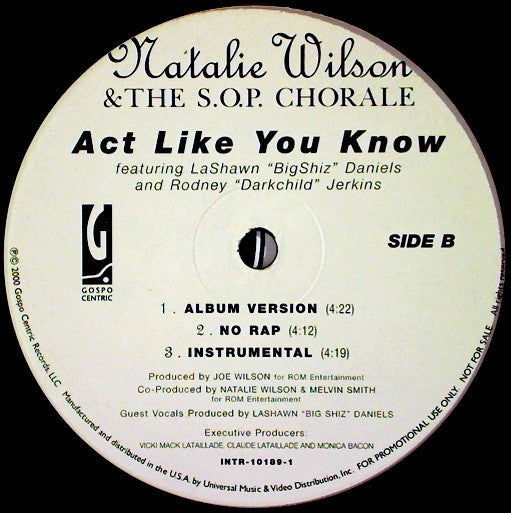 Natalie Wilson
& THE S.O.P. CHORALE
Act Like You Know
featuring LaShawn "BigShiz" Daniels
and Rodney "Darkchild" Jerkins
G
GOSPO
CENTRIC
SIDE B
1. ALBUM VERSION (4:22)
2. NO RAP (4:12)
3. INSTRUMENTAL (4:19)
Produced by JOE WILSON for ROM Entertainment
Co-Produced by NATALIE WILSON & MELVIN SMITH
for ROM Entertainment
Guest Vocals Produced by LASHAWN "BIG SHIZ" DANIELS
Executive Producers:
VICKI MACK LATAILLADE, CLAUDE LATAILLADE AND MONICA BACON
INTR-10189-1
℗© 2000 Gospo Centric Records, LLC. Manufactured and distributed in the U.S.A. by Universal Music & Video Distribution, Inc. FOR PROMOTIONAL USE ONLY. NOT FOR SALE. All rights reserved